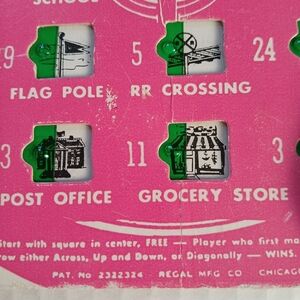 SCHOOL
9 5 24
FLAG POLE RR CROSSING
3 11 3
POST OFFICE GROCERY STORE
Start with square in center, FREE — Player who first ma
row either Across, Up and Down, or Diagonally — WINS.
PAT. No 2322324 REGAL MFG CO CHICAG